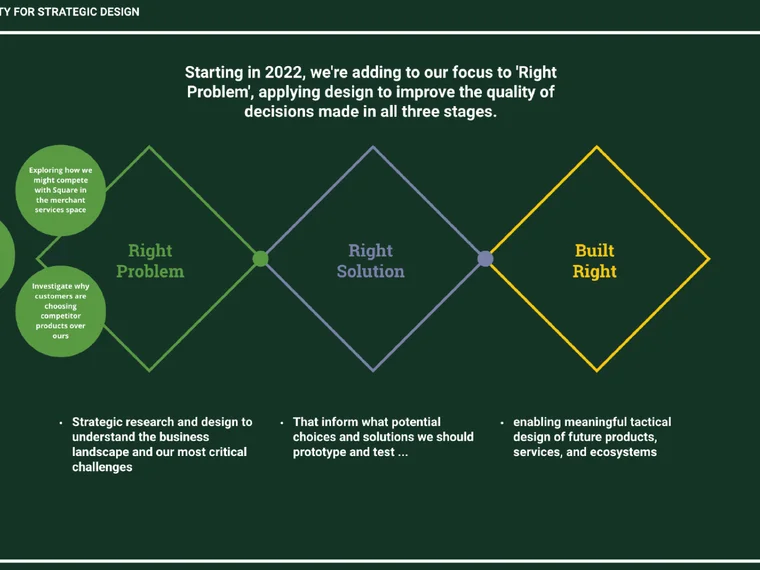 TY FOR STRATEGIC DESIGN
Starting in 2022, we're adding to our focus to 'Right
Problem', applying design to improve the quality of
decisions made in all three stages.
Exploring how we
might compete
with Square in
the merchant
services space
Investigate why
customers are
choosing
competitor
products over
ours
Right
Problem
Right
Solution
Built
Right
• Strategic research and design to
understand the business
landscape and our most critical
challenges
• That inform what potential
choices and solutions we should
prototype and test ...
• enabling meaningful tactical
design of future products,
services, and ecosystems